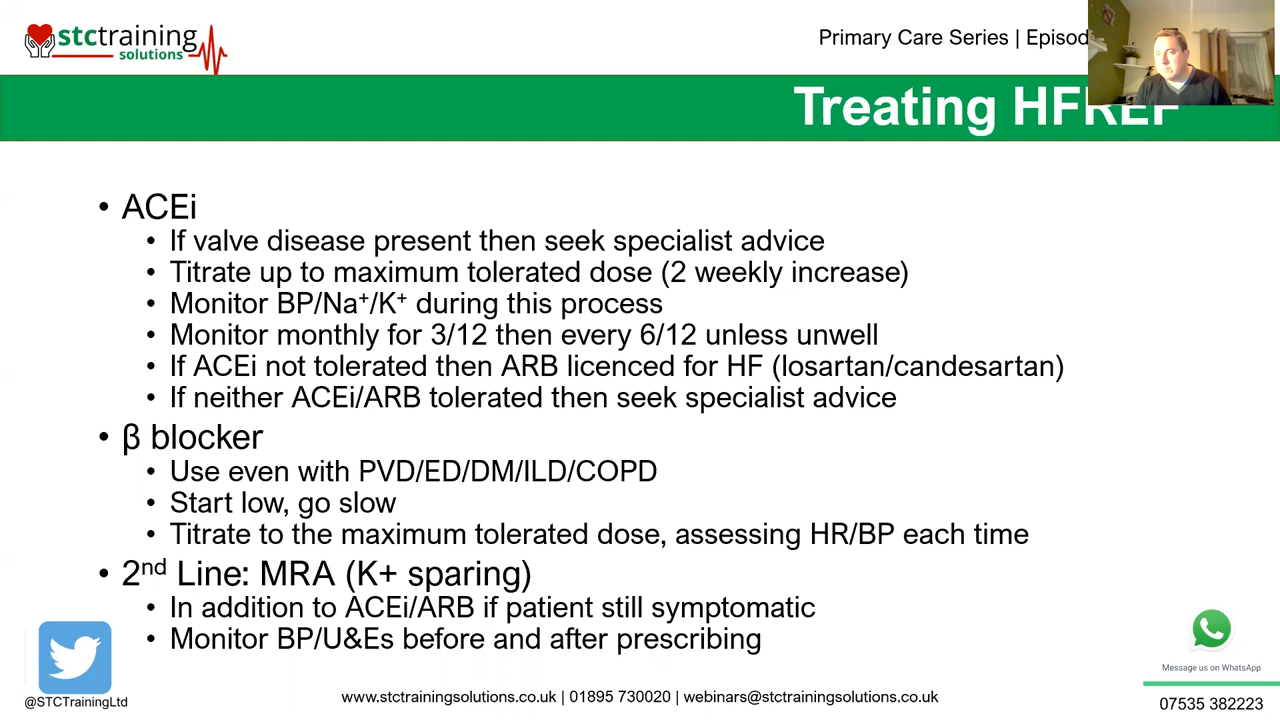 stctraining
solutions
Primary Care Series | Episod
Treating HFREF
• ACEi
• If valve disease present then seek specialist advice
• Titrate up to maximum tolerated dose (2 weekly increase)
• Monitor BP/Na⁺/K⁺ during this process
• Monitor monthly for 3/12 then every 6/12 unless unwell
• If ACEi not tolerated then ARB licenced for HF (losartan/candesartan)
• If neither ACEi/ARB tolerated then seek specialist advice
• β blocker
• Use even with PVD/ED/DM/ILD/COPD
• Start low, go slow
• Titrate to the maximum tolerated dose, assessing HR/BP each time
• 2nd Line: MRA (K+ sparing)
• In addition to ACEi/ARB if patient still symptomatic
• Monitor BP/U&Es before and after prescribing
@STCTrainingLtd
www.stctrainingsolutions.co.uk | 01895 730020 | webinars@stctrainingsolutions.co.uk
Message us on WhatsApp
07535 382223